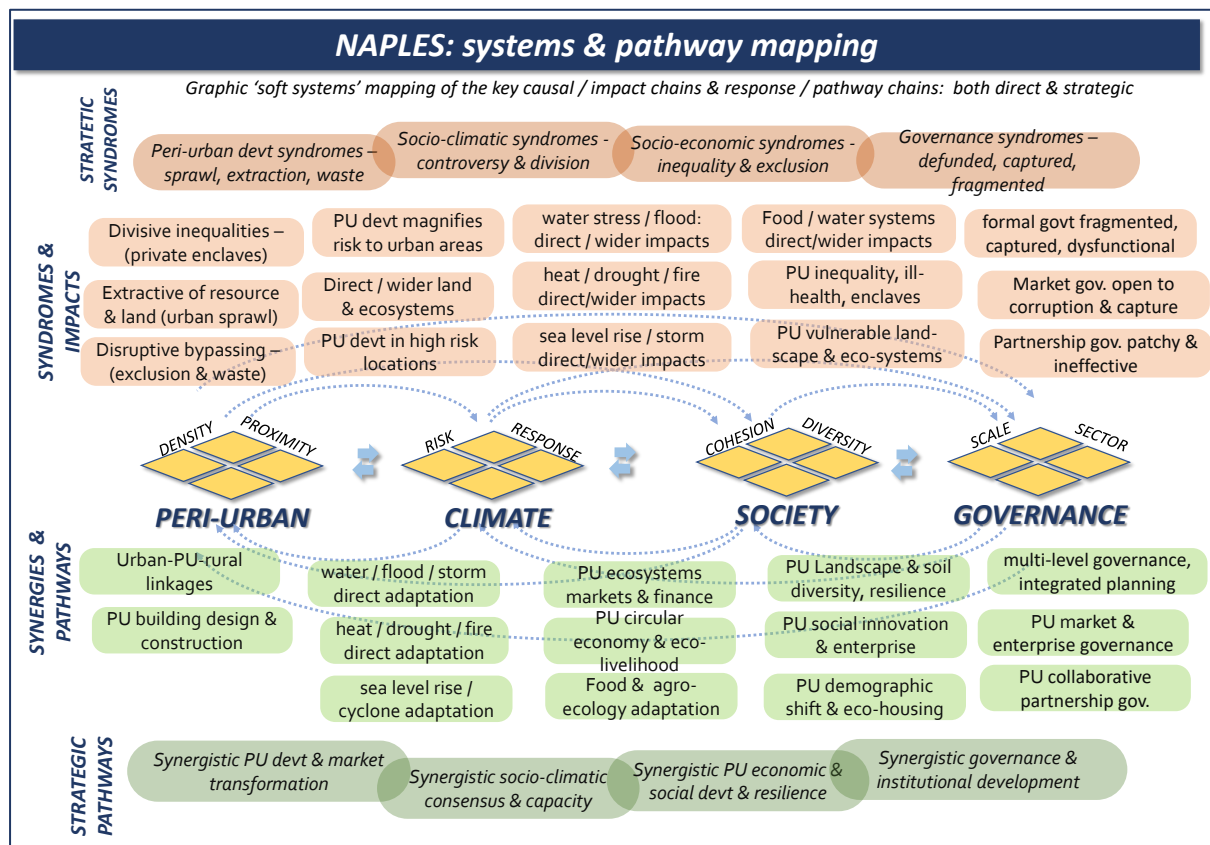 NAPLES: systems & pathway mapping
Graphic ‘soft systems’ mapping of the key causal / impact chains & response / pathway chains:  both direct & strategic
STRATETIC
SYNDROMES
Peri-urban devt syndromes –
sprawl, extraction, waste
Socio-climatic syndromes -
controversy & division
Socio-economic syndromes -
inequality & exclusion
Governance syndromes –
defunded, captured,
fragmented
SYNDROMES &
IMPACTS
Divisive inequalities –
(private enclaves)
Extractive of resource
& land (urban sprawl)
Disruptive bypassing –
(exclusion & waste)
PU devt magnifies
risk to urban areas
Direct / wider land
& ecosystems
PU devt in high risk
locations
water stress / flood:
direct / wider impacts
heat / drought / fire
direct/wider impacts
sea level rise / storm
direct/wider impacts
Food / water systems
direct/wider impacts
PU inequality, ill-
health, enclaves
PU vulnerable land-
scape & eco-systems
formal govt fragmented,
captured, dysfunctional
Market gov. open to
corruption & capture
Partnership gov. patchy &
ineffective
DENSITY
PROXIMITY
RISK
RESPONSE
COHESION
DIVERSITY
SCALE
SECTOR
PERI-URBAN
CLIMATE
SOCIETY
GOVERNANCE
SYNERGIES &
PATHWAYS
Urban-PU-rural
linkages
PU building design &
construction
water / flood / storm
direct adaptation
heat / drought / fire
direct adaptation
sea level rise /
cyclone adaptation
PU ecosystems
markets & finance
PU circular
economy & eco-
livelihood
Food &  agro-
ecology adaptation
PU Landscape & soil
diversity, resilience
PU social innovation
& enterprise
PU demographic
shift & eco-housing
multi-level governance,
integrated planning
PU market &
enterprise governance
PU collaborative
partnership gov.
STRATEGIC
PATHWAYS
Synergistic PU devt & market
transformation
Synergistic socio-climatic
consensus & capacity
Synergistic PU economic &
social devt & resilience
Synergistic governance &
institutional development